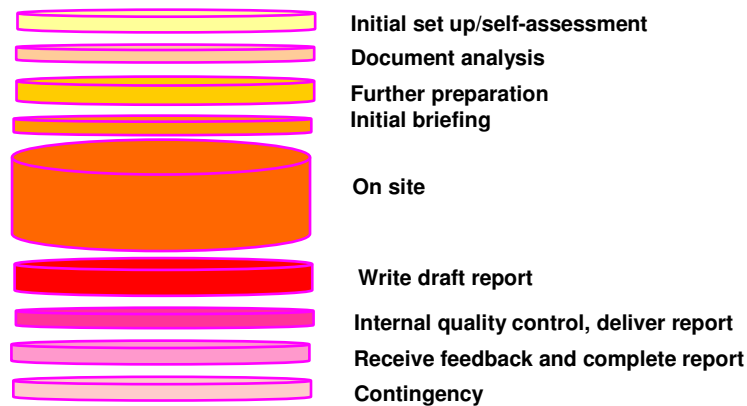 Initial set up/self-assessment
Document analysis
Further preparation
Initial briefing
On site
Write draft report
Internal quality control, deliver report
Receive feedback and complete report
Contingency